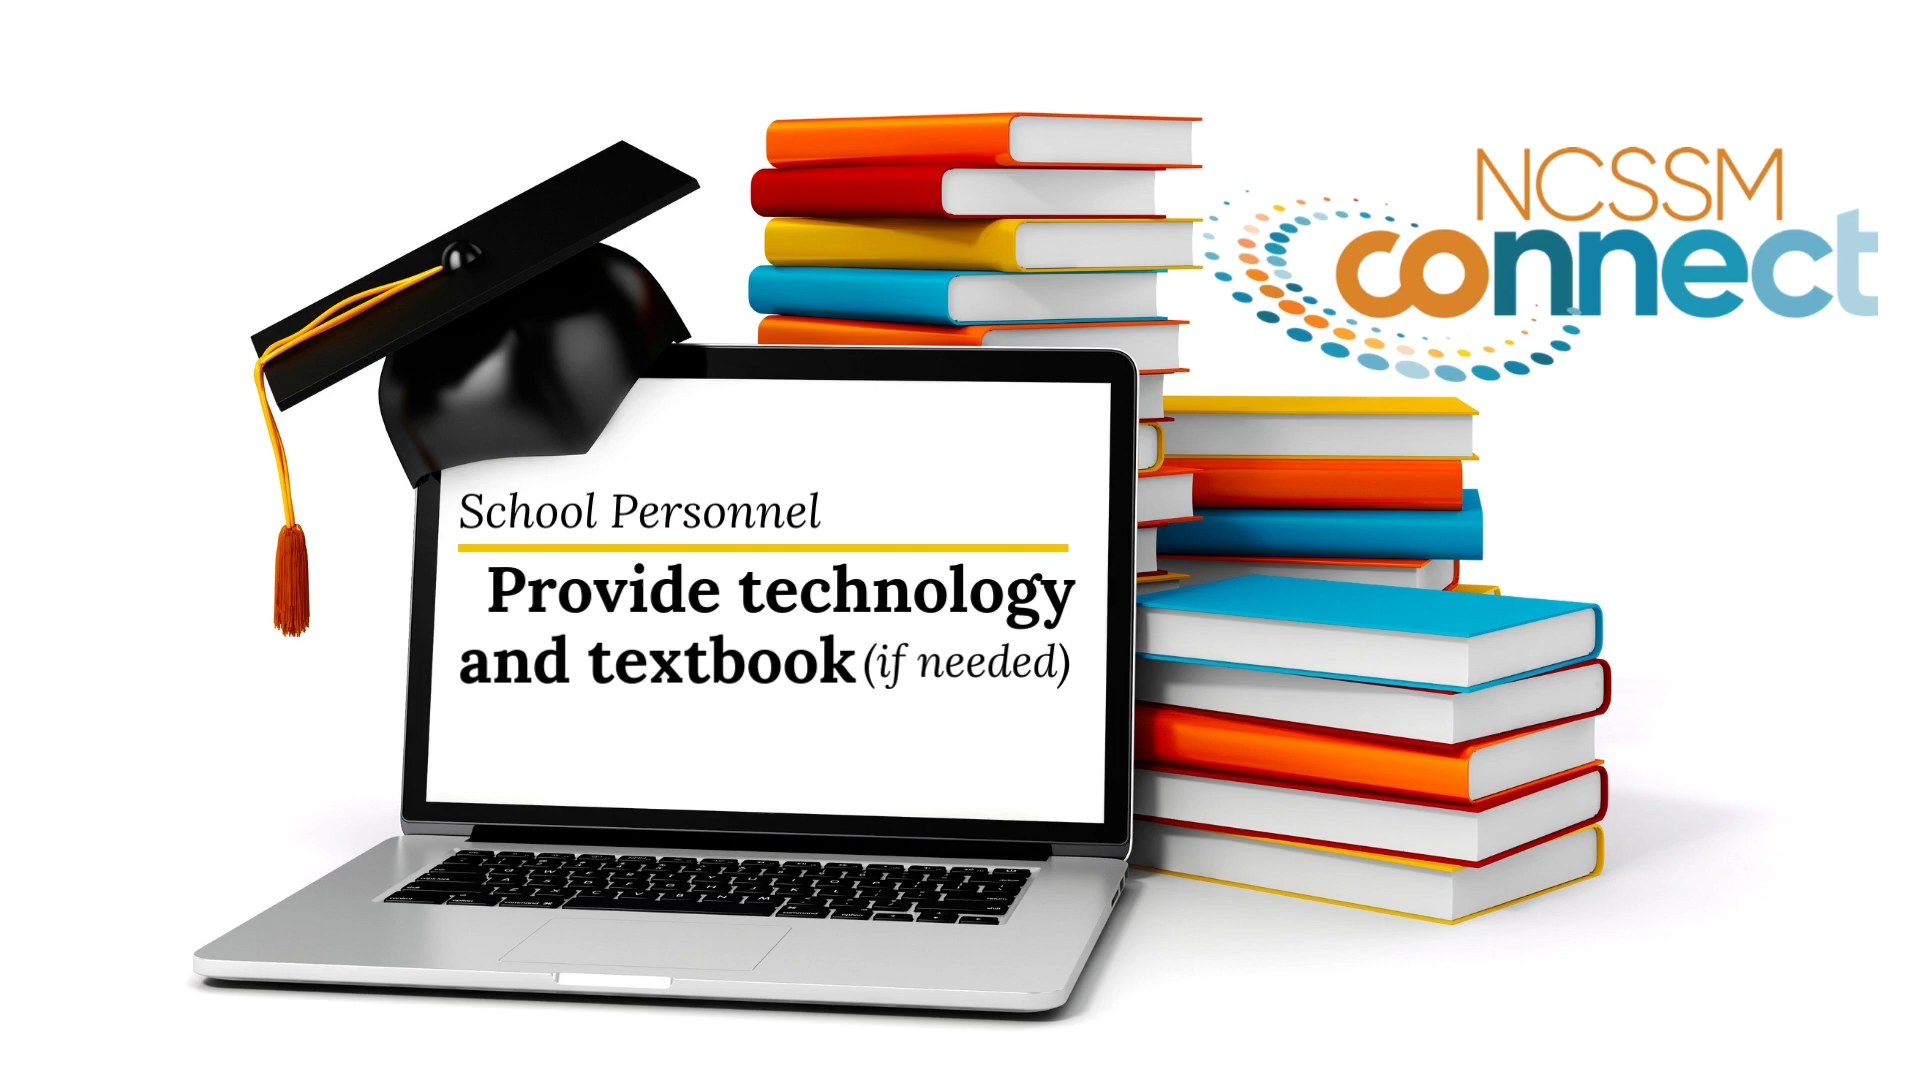 NCSSM
connect
School Personnel
Provide technology
and textbook (if needed)